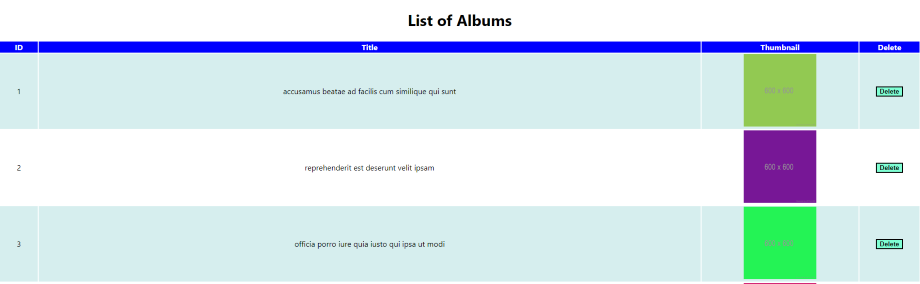 List of Albums
ID Title Thumbnail Delete
1 accusamus beatae ad facilis cum similique qui sunt 600 x 600 Delete
2 reprehenderit est deserunt velit ipsam 600 x 600 Delete
3 officia porro iure quia iusto qui ipsa ut modi 600 x 600 Delete